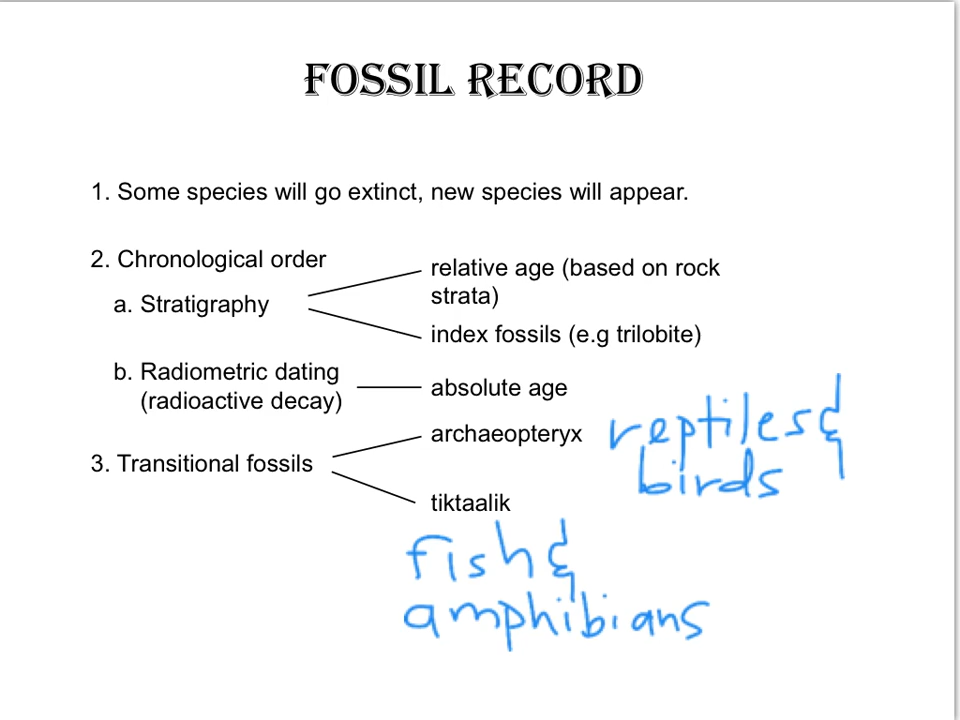 FOSSIL RECORD
1. Some species will go extinct, new species will appear.
2. Chronological order
a. Stratigraphy
relative age (based on rock
strata)
index fossils (e.g trilobite)
b. Radiometric dating
(radioactive decay)
absolute age
3. Transitional fossils
archaeopteryx
reptiles &
birds
tiktaalik
fish &
amphibians